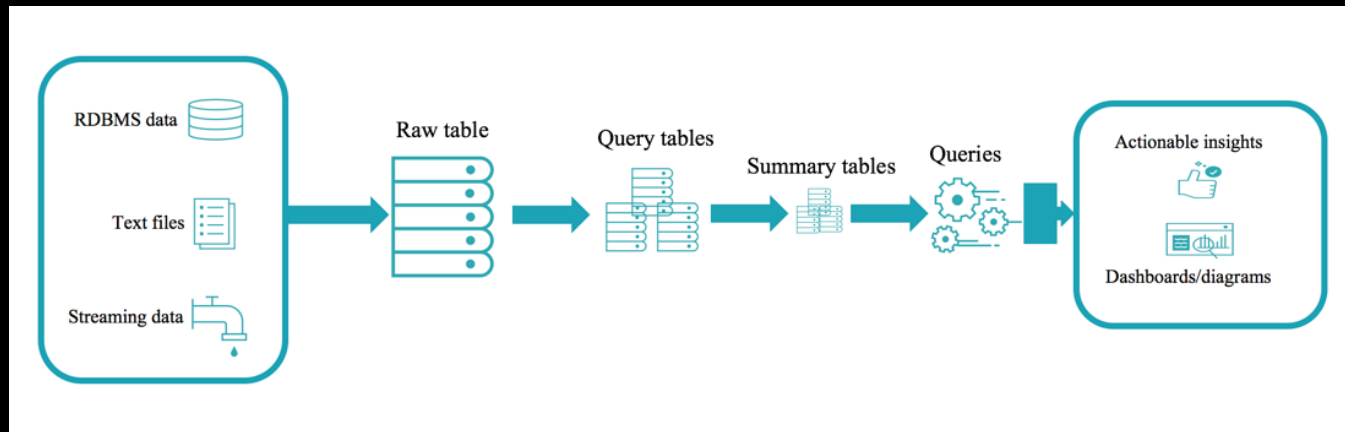 RDBMS data
Text files
Streaming data
Raw table
Query tables
Summary tables
Queries
Actionable insights
Dashboards/diagrams